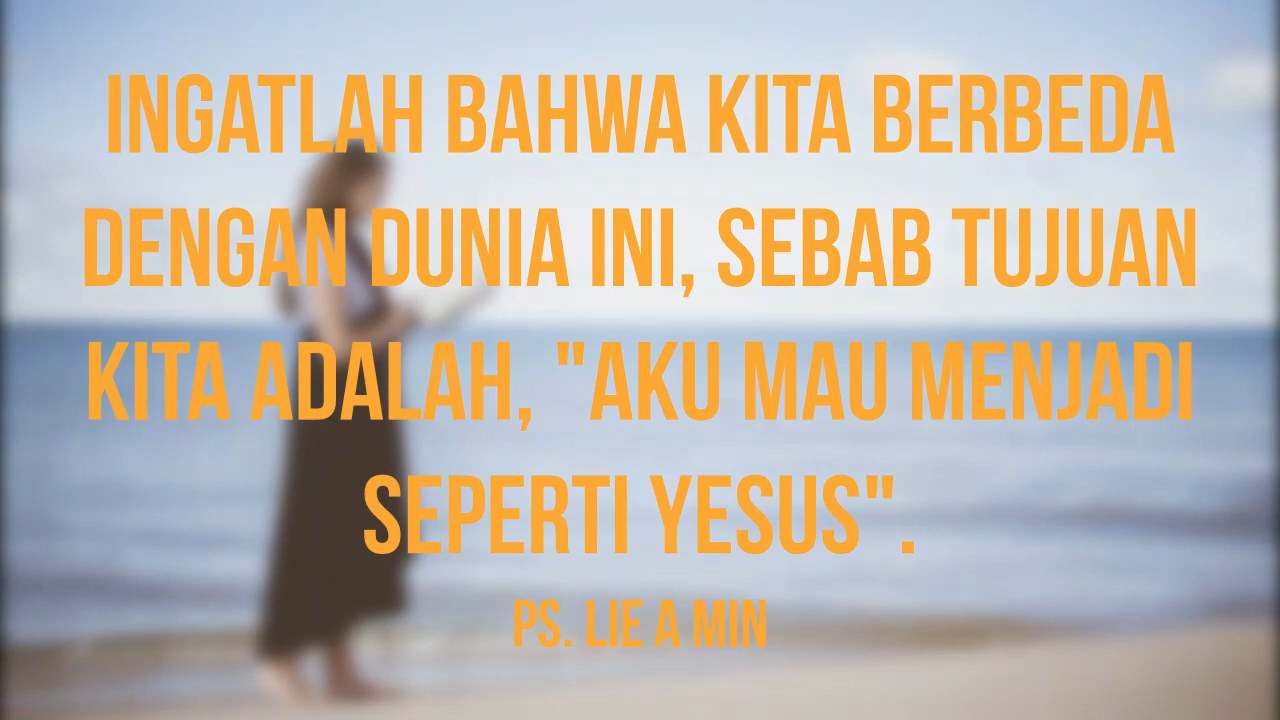 INGATLAH BAHWA KITA BERBEDA
DENGAN DUNIA INI, SEBAB TUJUAN
KITA ADALAH, "AKU MAU MENJADI
SEPERTI YESUS".
PS. LIE A MIN